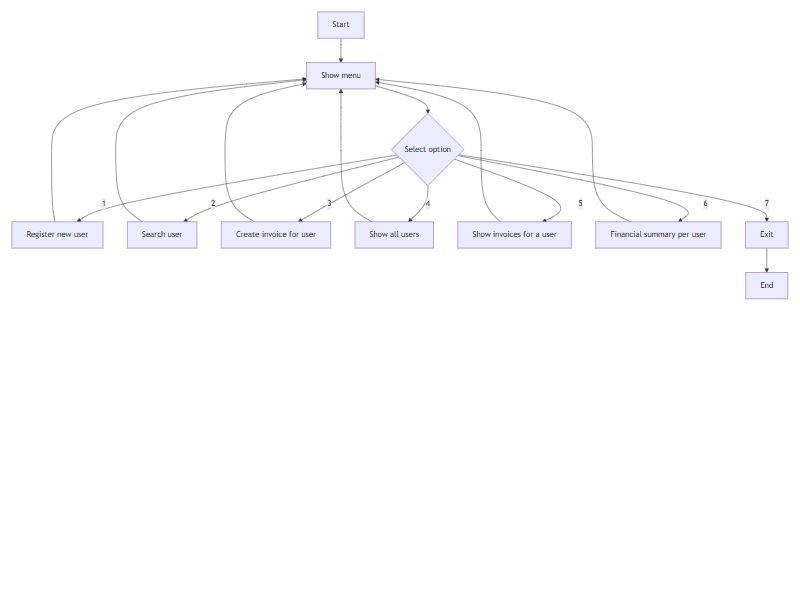 Start
Show menu
Select option
1
2
3
4
5
6
7
Register new user
Search user
Create invoice for user
Show all users
Show invoices for a user
Financial summary per user
Exit
End